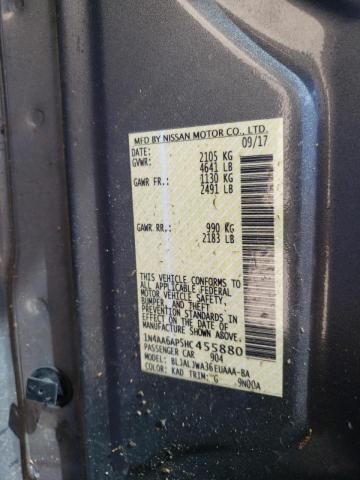 MFD BY NISSAN MOTOR CO., LTD.
DATE: 09/17
GVWR: 2105 KG
4641 LB
GAWR FR.: 1130 KG
2491 LB
GAWR RR.: 990 KG
2183 LB
THIS VEHICLE CONFORMS TO
ALL APPLICABLE FEDERAL
MOTOR VEHICLE SAFETY,
BUMPER, AND THEFT
PREVENTION STANDARDS IN
EFFECT ON THE DATE OF
MANUFACTURE SHOWN ABOVE.
1N4AA6AP5HC455880
PASSENGER CAR 904
MODEL: BLJALJWA36EUAAA-BA
COLOR: KAD TRIM: G 9N00A